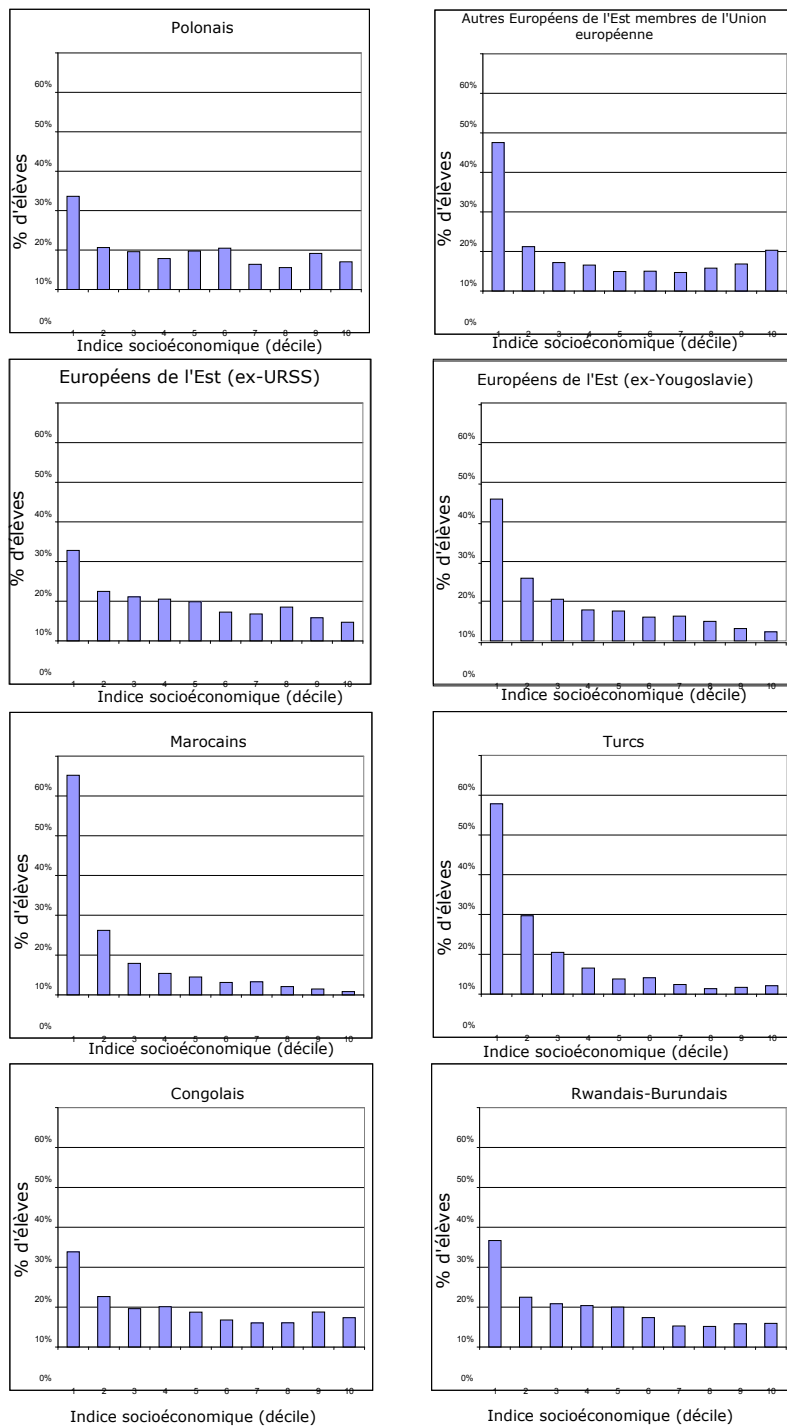 Polonais
60%
50%
40%
30%
20%
10%
0%
% d'élèves
1 2 3 4 5 6 7 8 9 10
Indice socioéconomique (décile)
Autres Européens de l'Est membres de l'Union
européenne
60%
50%
40%
30%
20%
10%
0%
% d'élèves
1 2 3 4 5 6 7 8 9 10
Indice socioéconomique (décile)
Européens de l'Est (ex-URSS)
60%
50%
40%
30%
20%
10%
0%
% d'élèves
1 2 3 4 5 6 7 8 9 10
Indice socioéconomique (décile)
Européens de l'Est (ex-Yougoslavie)
60%
50%
40%
30%
20%
10%
0%
% d'élèves
1 2 3 4 5 6 7 8 9 10
Indice socioéconomique (décile)
Marocains
60%
50%
40%
30%
20%
10%
0%
% d'élèves
1 2 3 4 5 6 7 8 9 10
Indice socioéconomique (décile)
Turcs
60%
50%
40%
30%
20%
10%
0%
% d'élèves
1 2 3 4 5 6 7 8 9 10
Indice socioéconomique (décile)
Congolais
60%
50%
40%
30%
20%
10%
0%
% d'élèves
1 2 3 4 5 6 7 8 9 10
Indice socioéconomique (décile)
Rwandais-Burundais
60%
50%
40%
30%
20%
10%
0%
% d'élèves
1 2 3 4 5 6 7 8 9 10
Indice socioéconomique (décile)